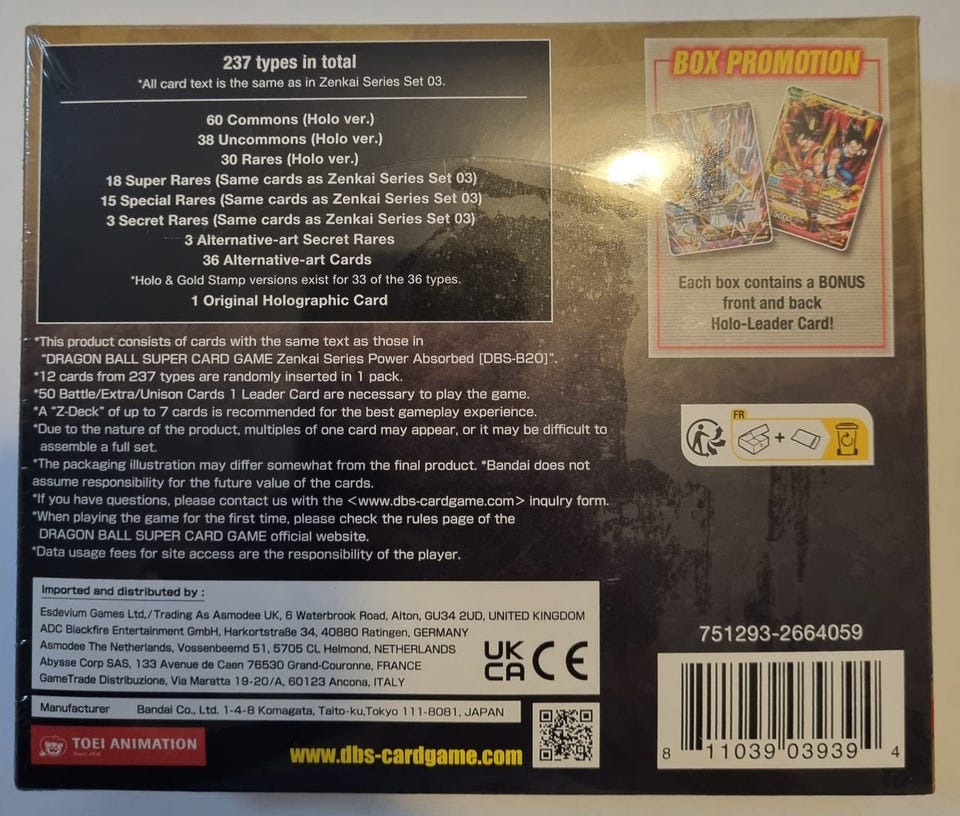 237 types in total
*All card text is the same as in Zenkai Series Set 03.
60 Commons (Holo ver.)
38 Uncommons (Holo ver.)
30 Rares (Holo ver.)
18 Super Rares (Same cards as Zenkai Series Set 03)
15 Special Rares (Same cards as Zenkai Series Set 03)
3 Secret Rares (Same cards as Zenkai Series Set 03)
3 Alternative-art Secret Rares
36 Alternative-art Cards
*Holo & Gold Stamp versions exist for 33 of the 36 types.
1 Original Holographic Card
BOX PROMOTION
Each box contains a BONUS
front and back
Holo-Leader Card!
*This product consists of cards with the same text as those in
"DRAGON BALL SUPER CARD GAME Zenkai Series Power Absorbed [DBS-B20]".
*12 cards from 237 types are randomly inserted in 1 pack.
*50 Battle/Extra/Unison Cards 1 Leader Card are necessary to play the game.
*A "Z-Deck" of up to 7 cards is recommended for the best gameplay experience.
*Due to the nature of the product, multiples of one card may appear, or it may be difficult to
assemble a full set.
*The packaging illustration may differ somewhat from the final product. *Bandai does not
assume responsibility for the future value of the cards.
*If you have questions, please contact us with the <www.dbs-cardgame.com> inquiry form.
*When playing the game for the first time, please check the rules page of the
DRAGON BALL SUPER CARD GAME official website.
*Data usage fees for site access are the responsibility of the player.
FR
+
Imported and distributed by :
Esdevium Games Ltd,/Trading As Asmodee UK, 6 Waterbrook Road, Alton, GU34 2UD, UNITED KINGDOM
ADC Blackfire Entertainment GmbH, Harkortstraße 34, 40880 Ratingen, GERMANY
Asmodee The Netherlands, Vossenbeemd 51, 5705 CL Helmond, NETHERLANDS
Abysse Corp SAS, 133 Avenue de Caen 76530 Grand-Couronne, FRANCE
GameTrade Distribuzione, Via Maratta 19-20/A, 60123 Ancona, ITALY
UK
CA CE
Manufacturer Bandai Co., Ltd. 1-4-8 Komagata, Taito-ku,Tokyo 111-8081, JAPAN
TOEI ANIMATION
www.dbs-cardgame.com
751293-2664059
8 11039 03939 4